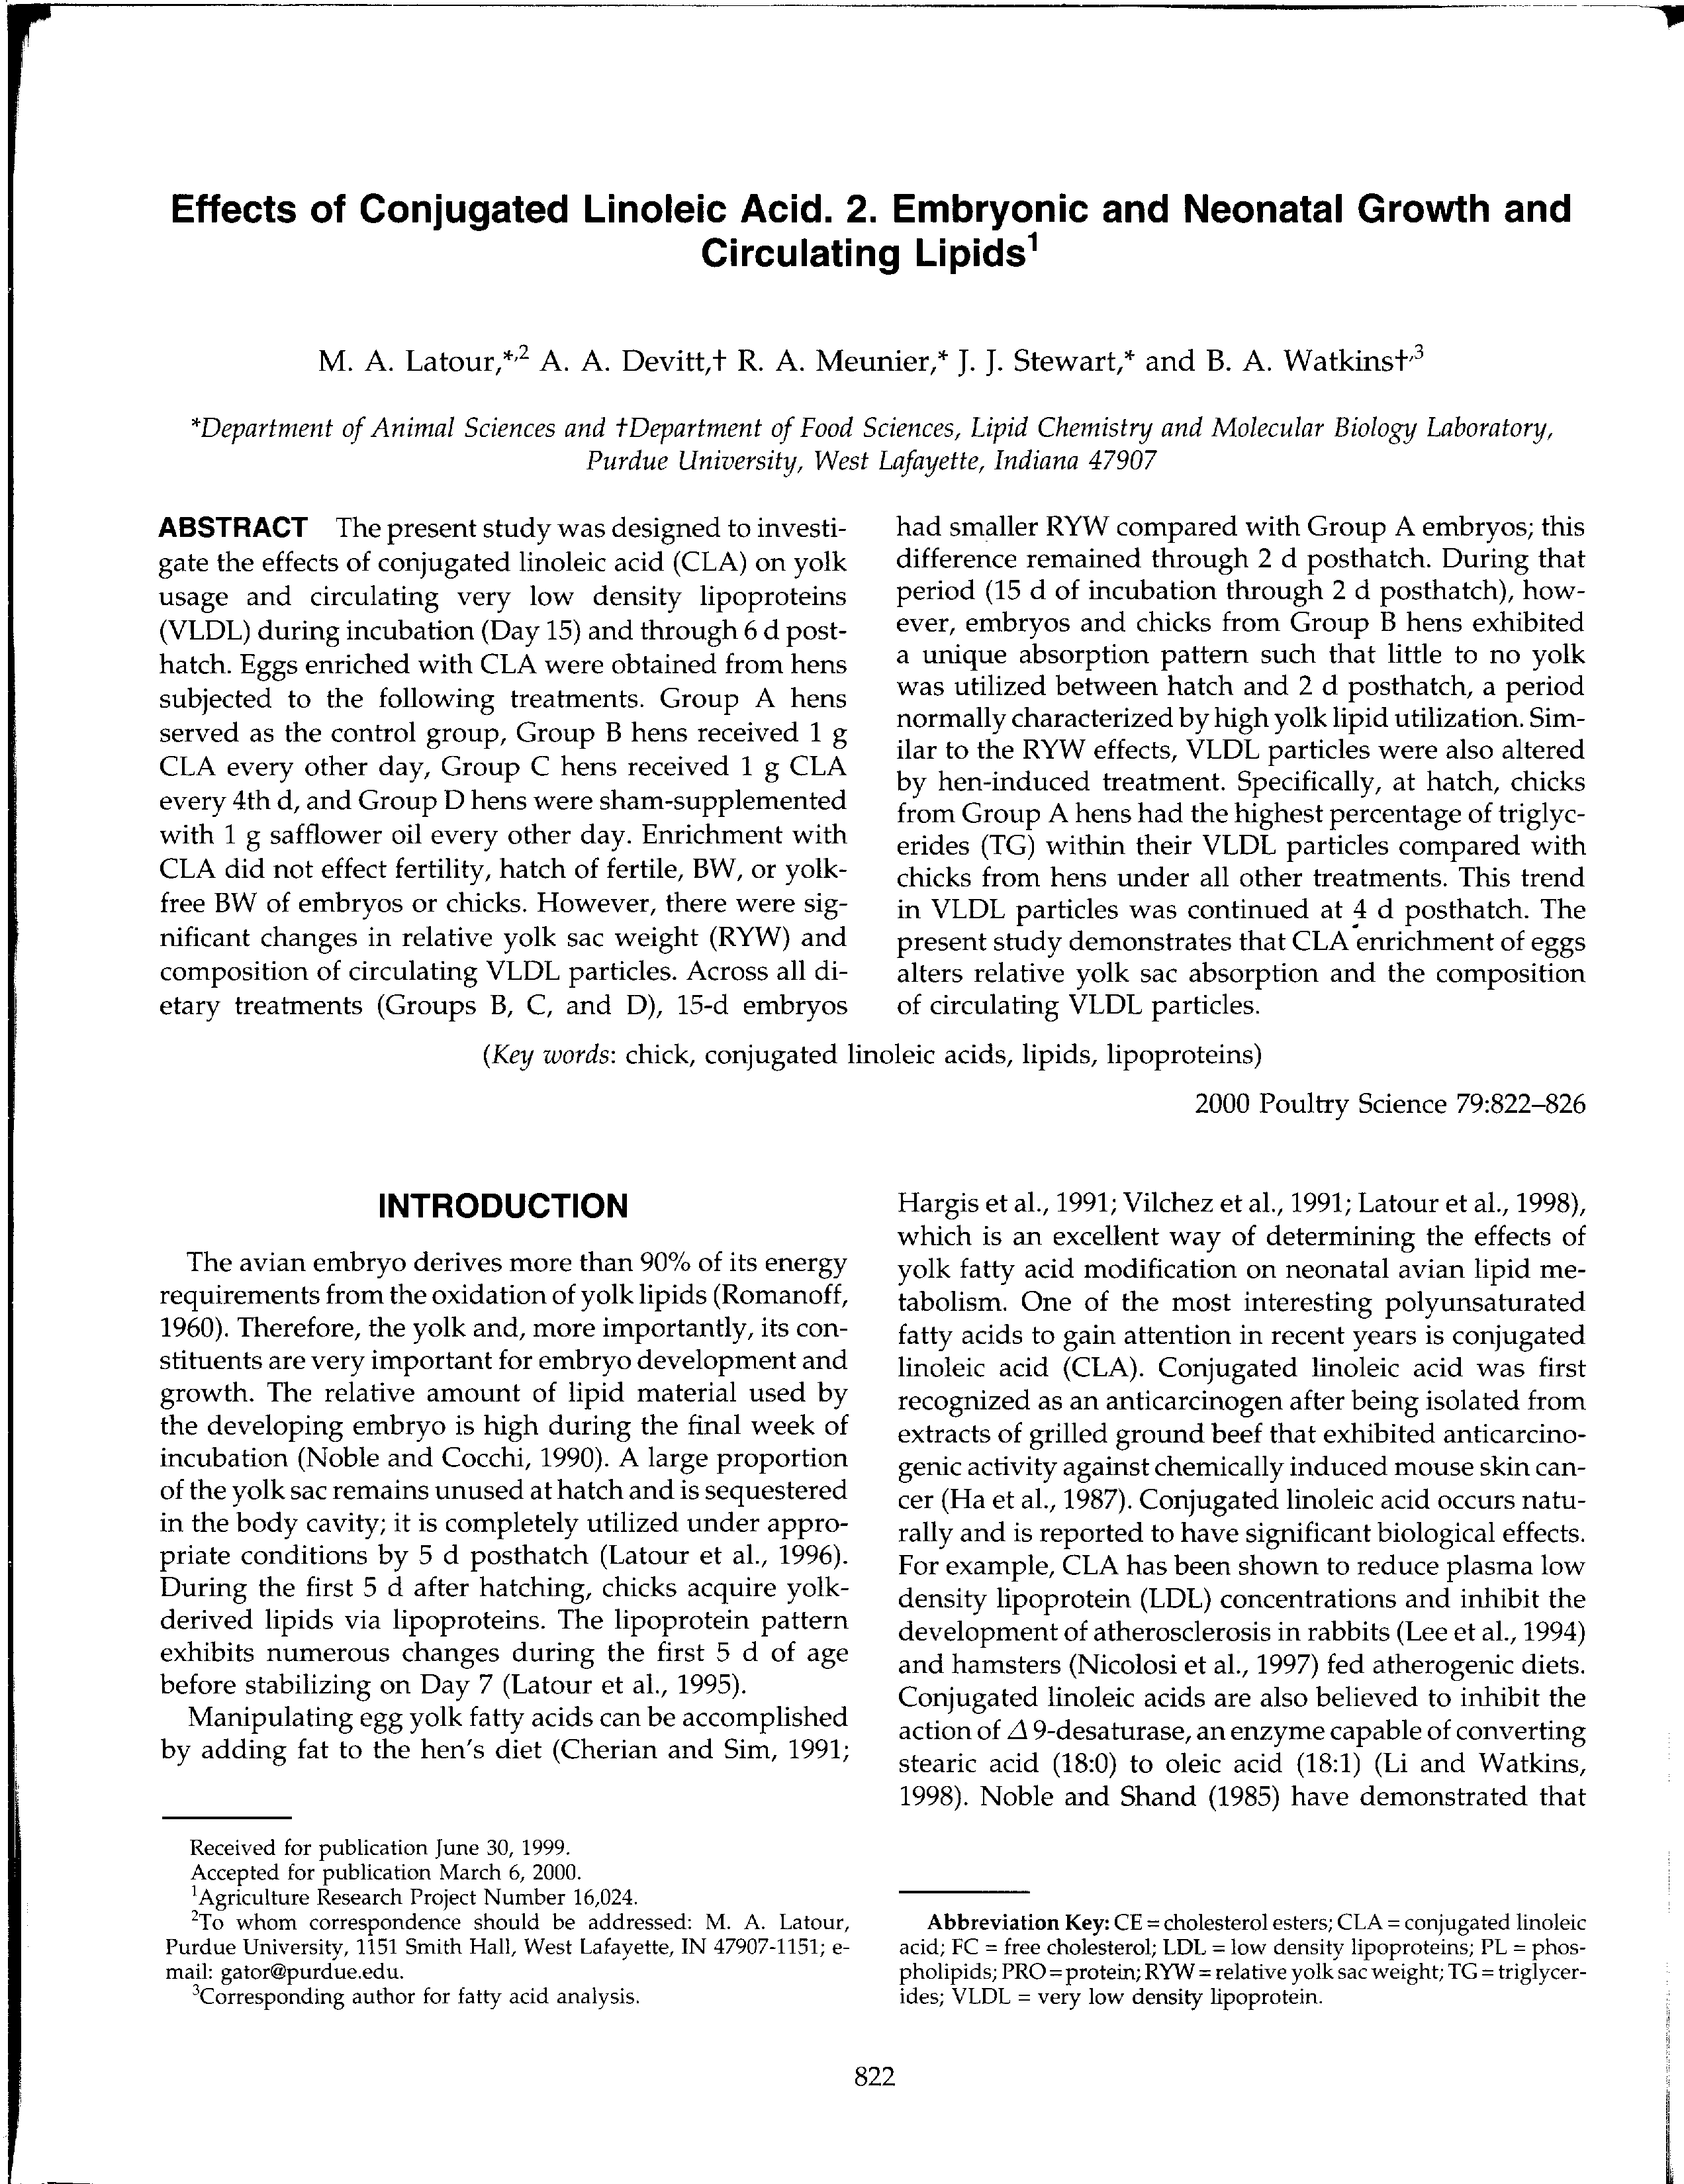 Effects of Conjugated Linoleic Acid. 2. Embryonic and Neonatal Growth and
Circulating Lipids¹
M. A. Latour,*,² A. A. Devitt,† R. A. Meunier,* J. J. Stewart,* and B. A. Watkins†,³
*Department of Animal Sciences and †Department of Food Sciences, Lipid Chemistry and Molecular Biology Laboratory,
Purdue University, West Lafayette, Indiana 47907
ABSTRACT The present study was designed to investi-
gate the effects of conjugated linoleic acid (CLA) on yolk
usage and circulating very low density lipoproteins
(VLDL) during incubation (Day 15) and through 6 d post-
hatch. Eggs enriched with CLA were obtained from hens
subjected to the following treatments. Group A hens
served as the control group, Group B hens received 1 g
CLA every other day, Group C hens received 1 g CLA
every 4th d, and Group D hens were sham-supplemented
with 1 g safflower oil every other day. Enrichment with
CLA did not effect fertility, hatch of fertile, BW, or yolk-
free BW of embryos or chicks. However, there were sig-
nificant changes in relative yolk sac weight (RYW) and
composition of circulating VLDL particles. Across all di-
etary treatments (Groups B, C, and D), 15-d embryos
had smaller RYW compared with Group A embryos; this
difference remained through 2 d posthatch. During that
period (15 d of incubation through 2 d posthatch), how-
ever, embryos and chicks from Group B hens exhibited
a unique absorption pattern such that little to no yolk
was utilized between hatch and 2 d posthatch, a period
normally characterized by high yolk lipid utilization. Sim-
ilar to the RYW effects, VLDL particles were also altered
by hen-induced treatment. Specifically, at hatch, chicks
from Group A hens had the highest percentage of triglyc-
erides (TG) within their VLDL particles compared with
chicks from hens under all other treatments. This trend
in VLDL particles was continued at 4 d posthatch. The
present study demonstrates that CLA enrichment of eggs
alters relative yolk sac absorption and the composition
of circulating VLDL particles.
(Key words: chick, conjugated linoleic acids, lipids, lipoproteins)
2000 Poultry Science 79:822–826
INTRODUCTION
The avian embryo derives more than 90% of its energy
requirements from the oxidation of yolk lipids (Romanoff,
1960). Therefore, the yolk and, more importantly, its con-
stituents are very important for embryo development and
growth. The relative amount of lipid material used by
the developing embryo is high during the final week of
incubation (Noble and Cocchi, 1990). A large proportion
of the yolk sac remains unused at hatch and is sequestered
in the body cavity; it is completely utilized under appro-
priate conditions by 5 d posthatch (Latour et al., 1996).
During the first 5 d after hatching, chicks acquire yolk-
derived lipids via lipoproteins. The lipoprotein pattern
exhibits numerous changes during the first 5 d of age
before stabilizing on Day 7 (Latour et al., 1995).
Manipulating egg yolk fatty acids can be accomplished
by adding fat to the hen's diet (Cherian and Sim, 1991;
Hargis et al., 1991; Vilchez et al., 1991; Latour et al., 1998),
which is an excellent way of determining the effects of
yolk fatty acid modification on neonatal avian lipid me-
tabolism. One of the most interesting polyunsaturated
fatty acids to gain attention in recent years is conjugated
linoleic acid (CLA). Conjugated linoleic acid was first
recognized as an anticarcinogen after being isolated from
extracts of grilled ground beef that exhibited anticarcino-
genic activity against chemically induced mouse skin can-
cer (Ha et al., 1987). Conjugated linoleic acid occurs natu-
rally and is reported to have significant biological effects.
For example, CLA has been shown to reduce plasma low
density lipoprotein (LDL) concentrations and inhibit the
development of atherosclerosis in rabbits (Lee et al., 1994)
and hamsters (Nicolosi et al., 1997) fed atherogenic diets.
Conjugated linoleic acids are also believed to inhibit the
action of Δ 9-desaturase, an enzyme capable of converting
stearic acid (18:0) to oleic acid (18:1) (Li and Watkins,
1998). Noble and Shand (1985) have demonstrated that
Received for publication June 30, 1999.
Accepted for publication March 6, 2000.
¹Agriculture Research Project Number 16,024.
²To whom correspondence should be addressed: M. A. Latour,
Purdue University, 1151 Smith Hall, West Lafayette, IN 47907-1151; e-
mail: gator@purdue.edu.
³Corresponding author for fatty acid analysis.
Abbreviation Key: CE = cholesterol esters; CLA = conjugated linoleic
acid; FC = free cholesterol; LDL = low density lipoproteins; PL = phos-
pholipids; PRO = protein; RYW = relative yolk sac weight; TG = triglycer-
ides; VLDL = very low density lipoprotein.
822